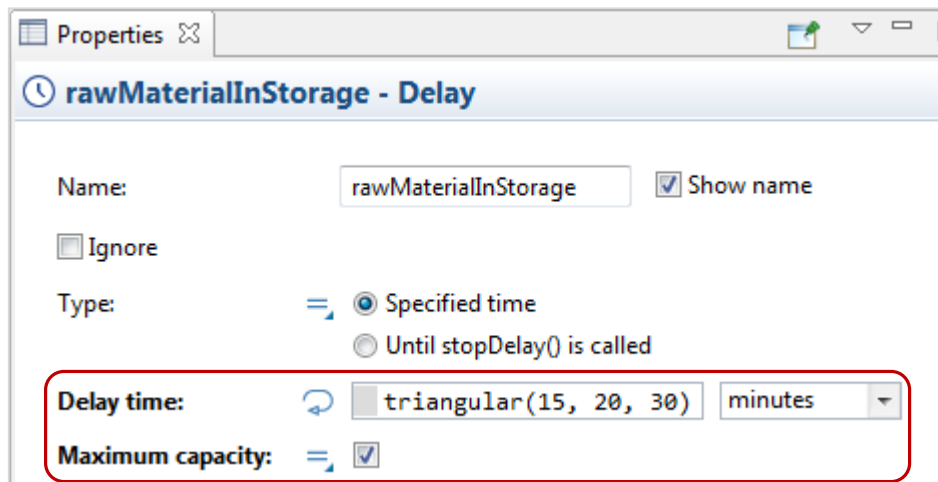 Properties
rawMaterialInStorage - Delay
Name: rawMaterialInStorage Show name
Ignore
Type: Specified time
Until stopDelay() is called
Delay time: triangular(15, 20, 30) minutes
Maximum capacity: